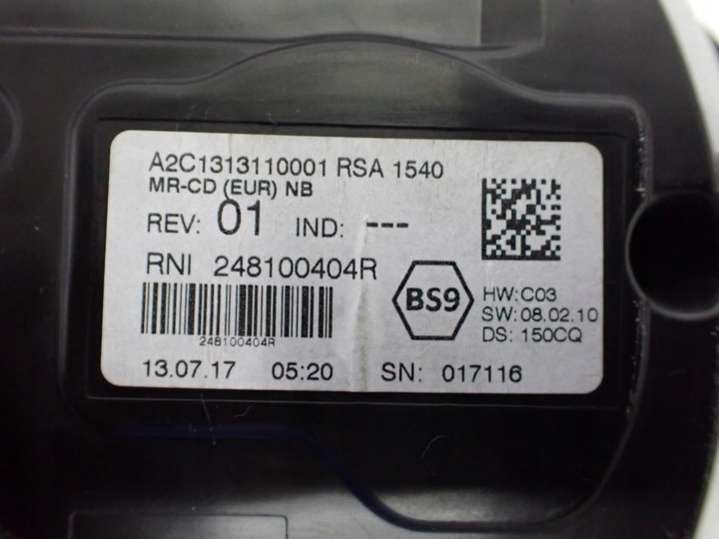 A2C1313110001 RSA 1540
MR-CD (EUR) NB
REV: 01 IND: ---
RNI 248100404R
248100404R
BS9
HW:C03
SW:08.02.10
DS: 150CQ
13.07.17 05:20 SN: 017116